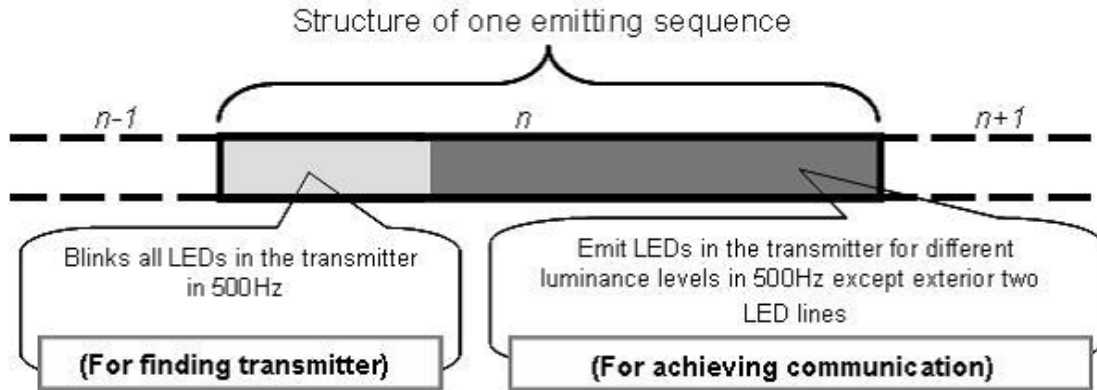 Structure of one emitting sequence
n-1
n
n+1
Blinks all LEDs in the transmitter
in 500Hz
(For finding transmitter)
Emit LEDs in the transmitter for different
luminance levels in 500Hz except exterior two
LED lines
(For achieving communication)